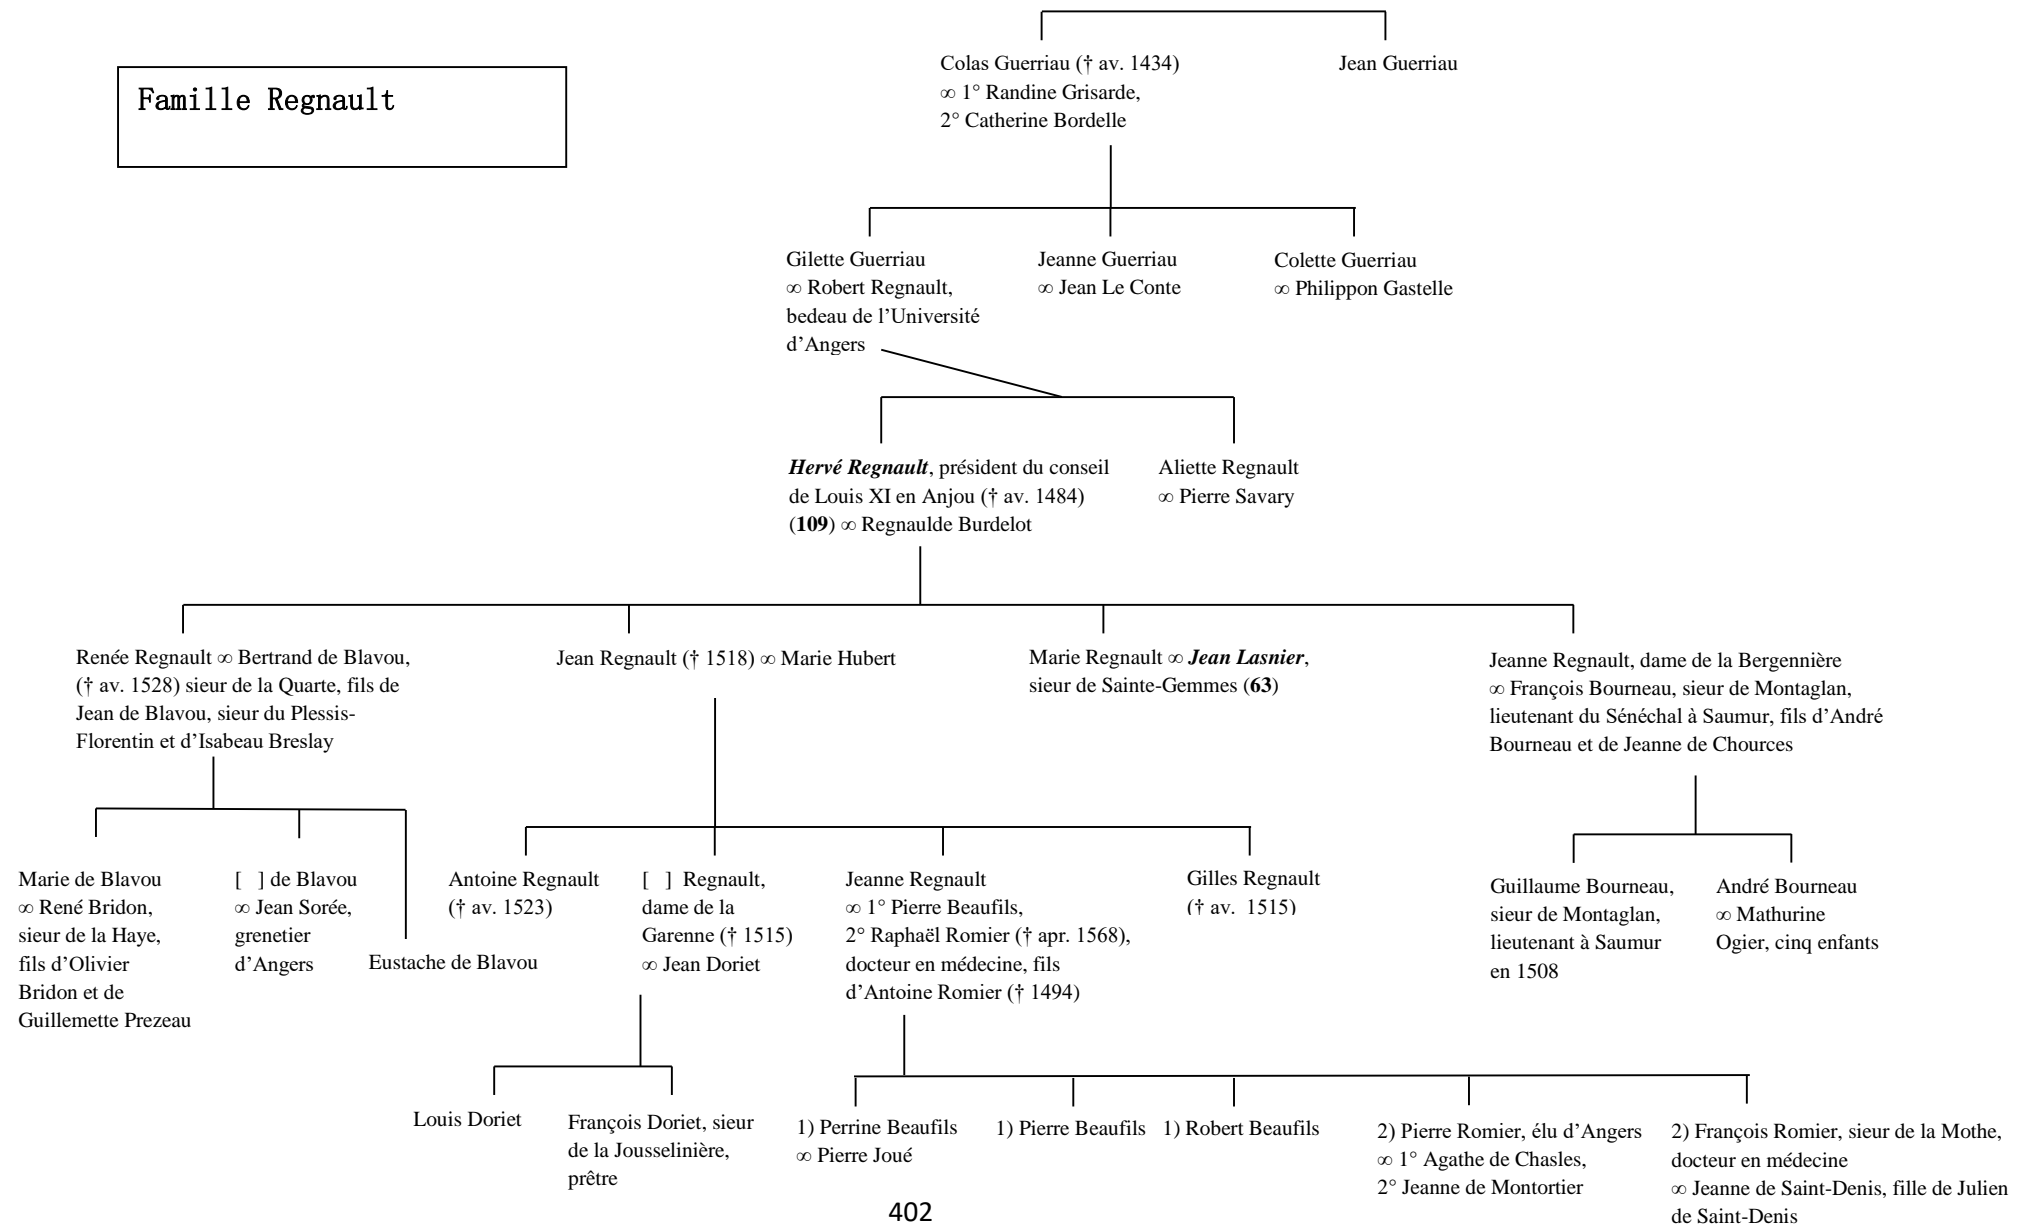 Famille Regnault
Colas Guerriau († av. 1434)
∞ 1° Randine Grisarde,
2° Catherine Bordelle
Jean Guerriau
Gilette Guerriau
∞ Robert Regnault,
bedeau de l’Université
d’Angers
Jeanne Guerriau
∞ Jean Le Conte
Colette Guerriau
∞ Philippon Gastelle
Hervé Regnault, président du conseil
de Louis XI en Anjou († av. 1484)
(109) ∞ Regnaulde Burdelot
Aliette Regnault
∞ Pierre Savary
Renée Regnault ∞ Bertrand de Blavou,
(† av. 1528) sieur de la Quarte, fils de
Jean de Blavou, sieur du Plessis-
Florentin et d’Isabeau Breslay
Jean Regnault († 1518) ∞ Marie Hubert
Marie Regnault ∞ Jean Lasnier,
sieur de Sainte-Gemmes (63)
Jeanne Regnault, dame de la Bergennière
∞ François Bourneau, sieur de Montaglan,
lieutenant du Sénéchal à Saumur, fils d’André
Bourneau et de Jeanne de Chources
Marie de Blavou
∞ René Bridon,
sieur de la Haye,
fils d’Olivier
Bridon et de
Guillemette Prezeau
[   ] de Blavou
∞ Jean Sorée,
grenetier
d’Angers
Eustache de Blavou
Antoine Regnault
(† av. 1523)
[   ] Regnault,
dame de la
Garenne († 1515)
∞ Jean Doriet
Jeanne Regnault
∞ 1° Pierre Beaufils,
2° Raphaël Romier († apr. 1568),
docteur en médecine, fils
d’Antoine Romier († 1494)
Gilles Regnault
(† av. 1515)
Guillaume Bourneau,
sieur de Montaglan,
lieutenant à Saumur
en 1508
André Bourneau
∞ Mathurine
Ogier, cinq enfants
Louis Doriet
François Doriet, sieur
de la Jousselinière,
prêtre
1) Perrine Beaufils
∞ Pierre Joué
1) Pierre Beaufils
1) Robert Beaufils
2) Pierre Romier, élu d’Angers
∞ 1° Agathe de Chasles,
2° Jeanne de Montortier
2) François Romier, sieur de la Mothe,
docteur en médecine
∞ Jeanne de Saint-Denis, fille de Julien
de Saint-Denis
402